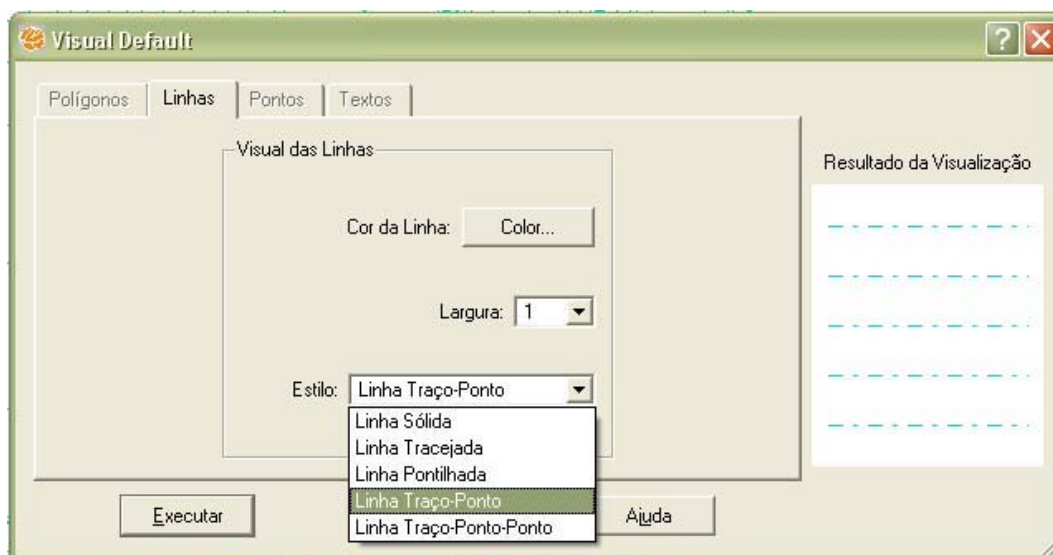 Visual Default
Polígonos Linhas Pontos Textos
Visual das Linhas
Resultado da Visualização
Cor da Linha: Color...
Largura: 1
Estilo: Linha Traço-Ponto
Linha Sólida
Linha Tracejada
Linha Pontilhada
Linha Traço-Ponto
Linha Traço-Ponto-Ponto
Executar
Ajuda